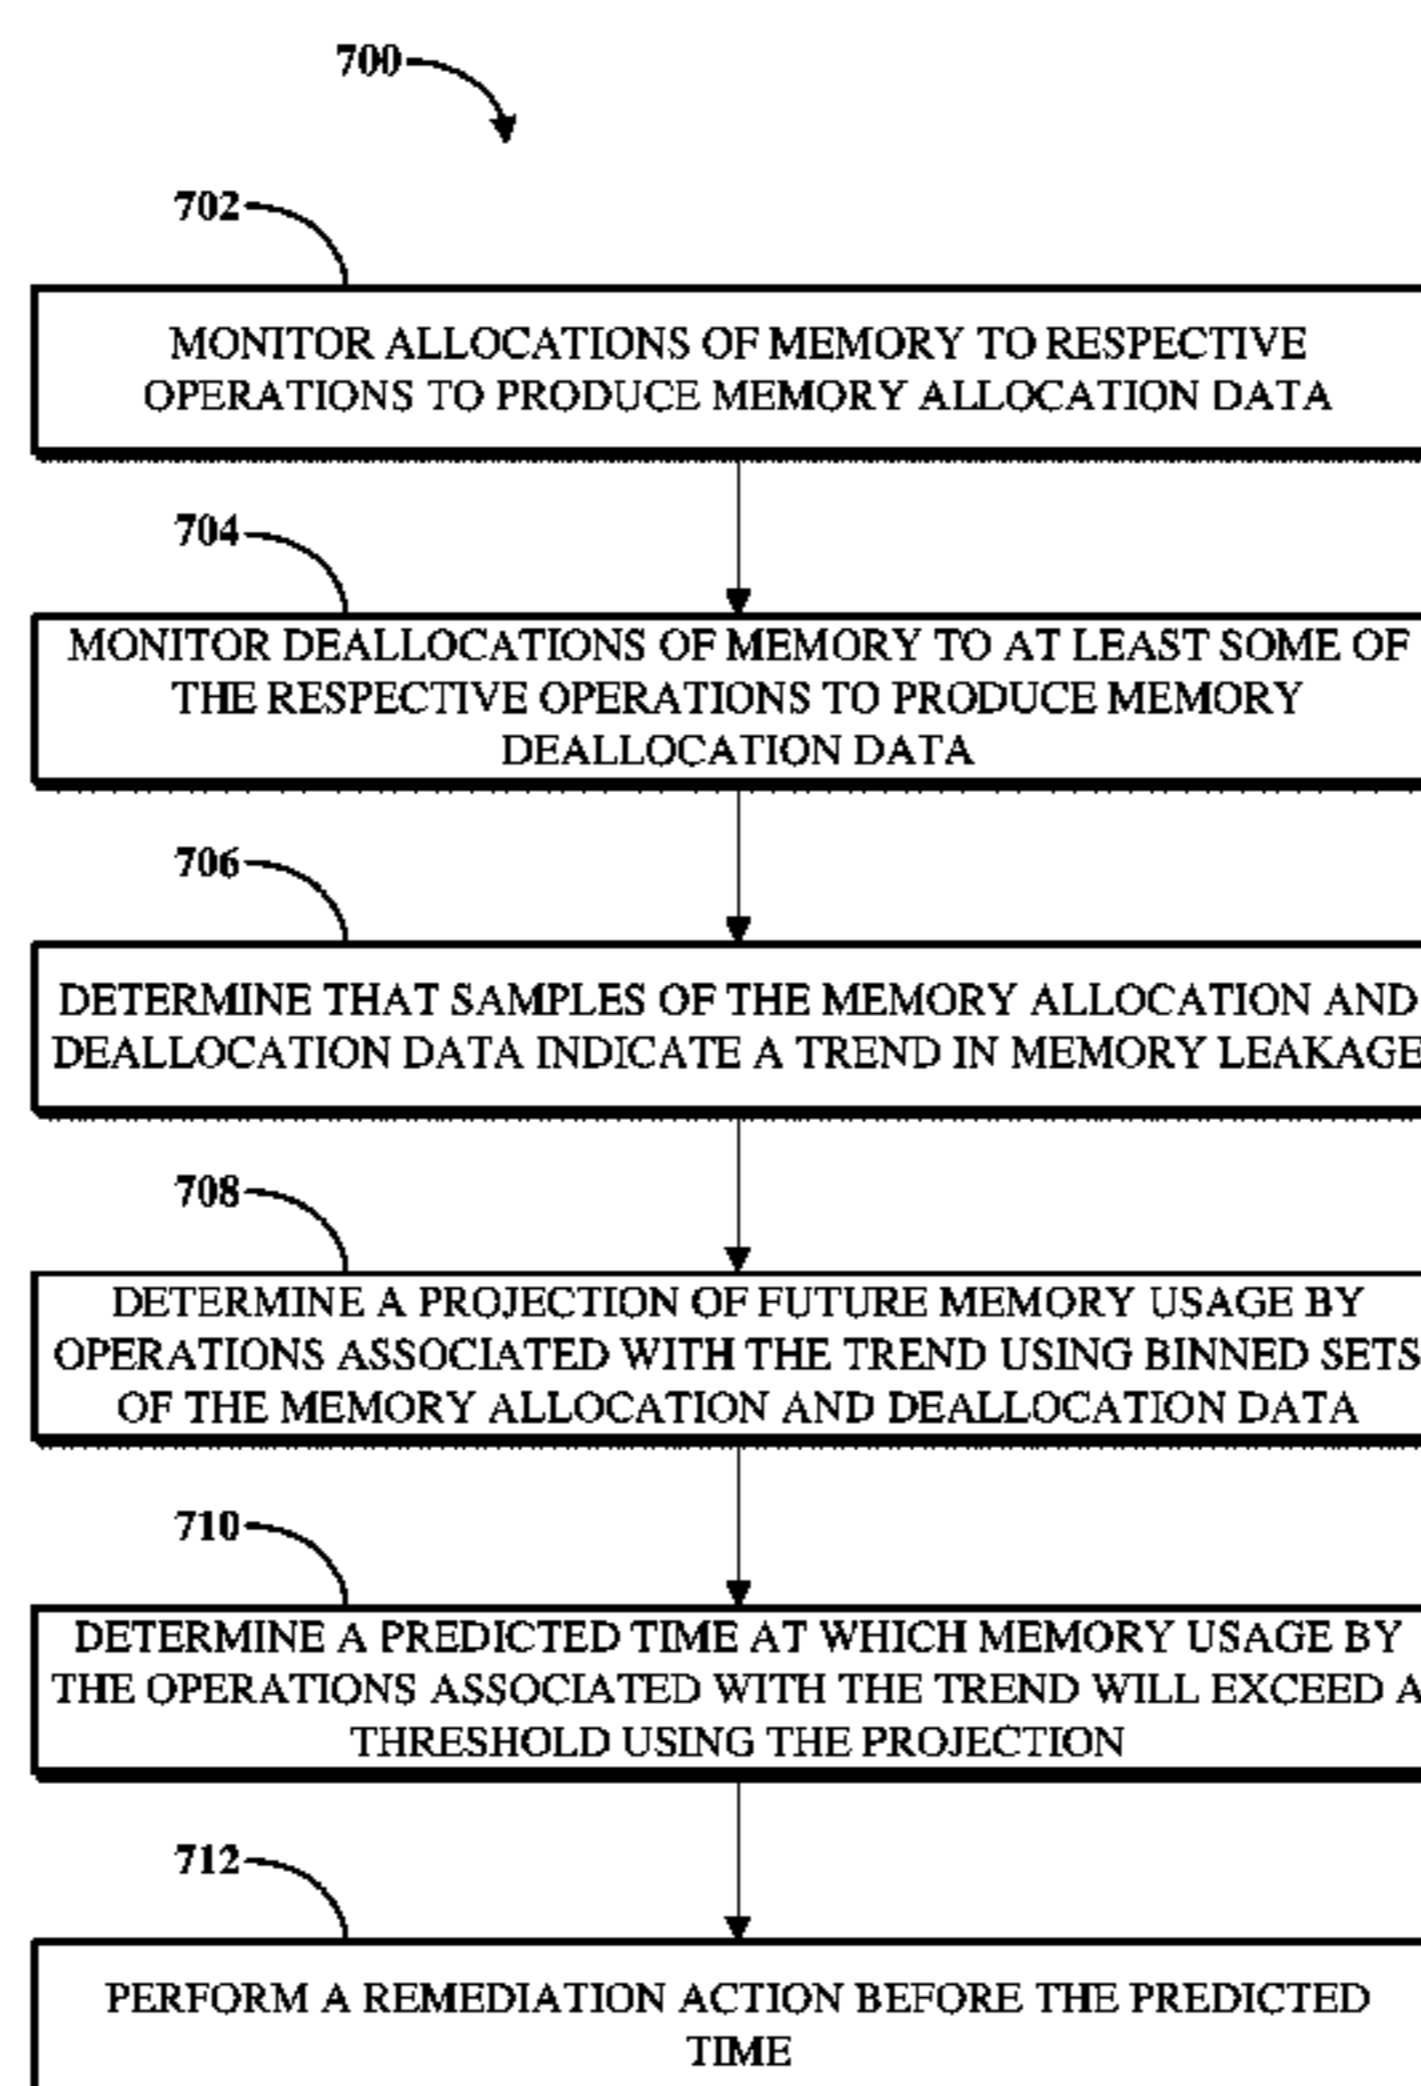 700
702
MONITOR ALLOCATIONS OF MEMORY TO RESPECTIVE
OPERATIONS TO PRODUCE MEMORY ALLOCATION DATA
704
MONITOR DEALLOCATIONS OF MEMORY TO AT LEAST SOME OF
THE RESPECTIVE OPERATIONS TO PRODUCE MEMORY
DEALLOCATION DATA
706
DETERMINE THAT SAMPLES OF THE MEMORY ALLOCATION AND
DEALLOCATION DATA INDICATE A TREND IN MEMORY LEAKAGE
708
DETERMINE A PROJECTION OF FUTURE MEMORY USAGE BY
OPERATIONS ASSOCIATED WITH THE TREND USING BINNED SETS
OF THE MEMORY ALLOCATION AND DEALLOCATION DATA
710
DETERMINE A PREDICTED TIME AT WHICH MEMORY USAGE BY
THE OPERATIONS ASSOCIATED WITH THE TREND WILL EXCEED A
THRESHOLD USING THE PROJECTION
712
PERFORM A REMEDIATION ACTION BEFORE THE PREDICTED
TIME